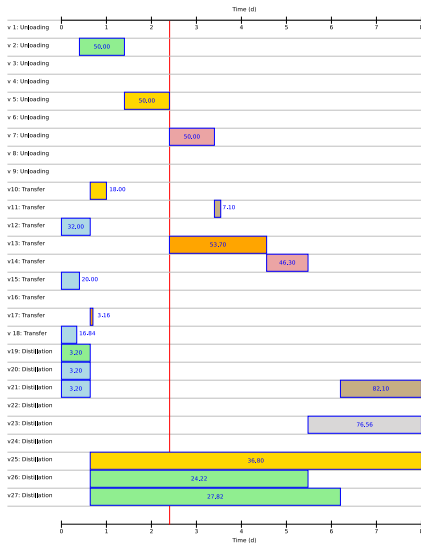 Time (d)
0 1 2 3 4 5 6 7 8
v 1: Unloading
v 2: Unloading 50,00
v 3: Unloading
v 4: Unloading
v 5: Unloading 50,00
v 6: Unloading
v 7: Unloading 50,00
v 8: Unloading
v 9: Unloading
v10: Transfer 18.00
v11: Transfer 7.10
v12: Transfer 32,00
v13: Transfer 53,70
v14: Transfer 46,30
v15: Transfer 20.00
v16: Transfer
v17: Transfer 3.16
v 18: Transfer 16.84
v19: Distillation 3,20
v20: Distillation 3,20
v21: Distillation 3,20 82,10
v22: Distillation
v23: Distillation 76,56
v24: Distillation
v25: Distillation 36,80
v26: Distillation 24,22
v27: Distillation 27,82
0 1 2 3 4 5 6 7 8
Time (d)